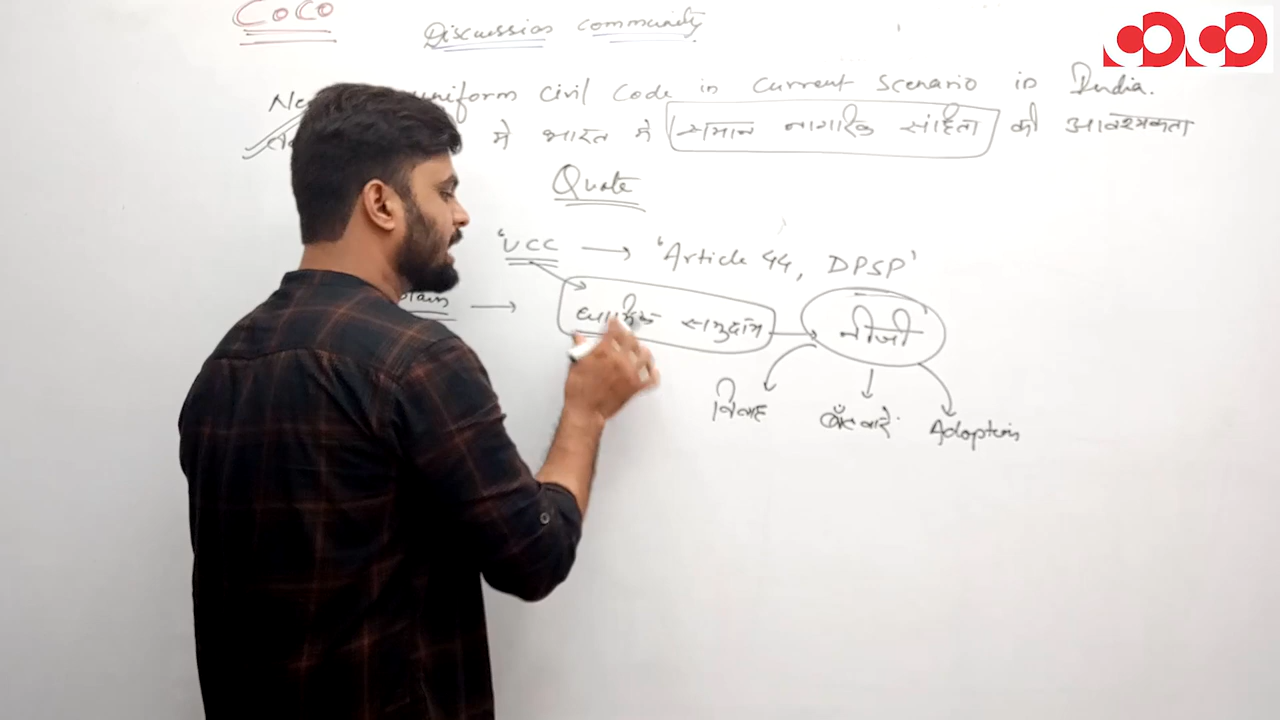 CoCo
Discussion community
uniform Civil Code in Current Scenario in India.
मे भारत मे समान नागरिक संहिता की आवश्यकता
Quote
'UCC → 'Article 44, DPSP'
→ धार्मिक समुदाय → नीजी
विवाह बँटवारे Adoption